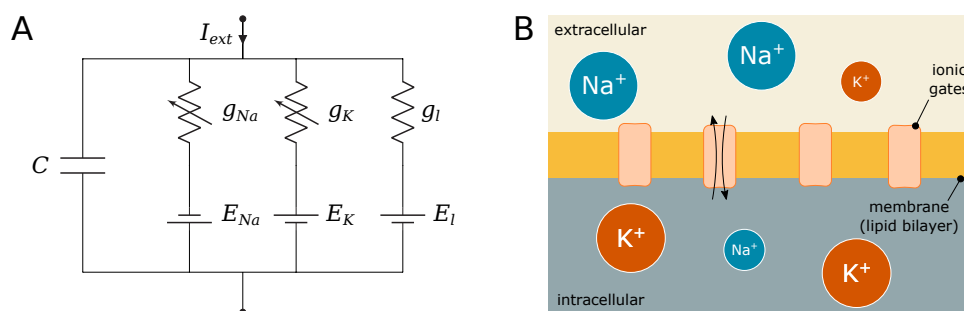 A
I_ext
g_Na
g_K
g_l
C
E_Na
E_K
E_l
B
extracellular
Na⁺
Na⁺
K⁺
ionic
gates
K⁺
Na⁺
K⁺
membrane
(lipid bilayer)
intracellular